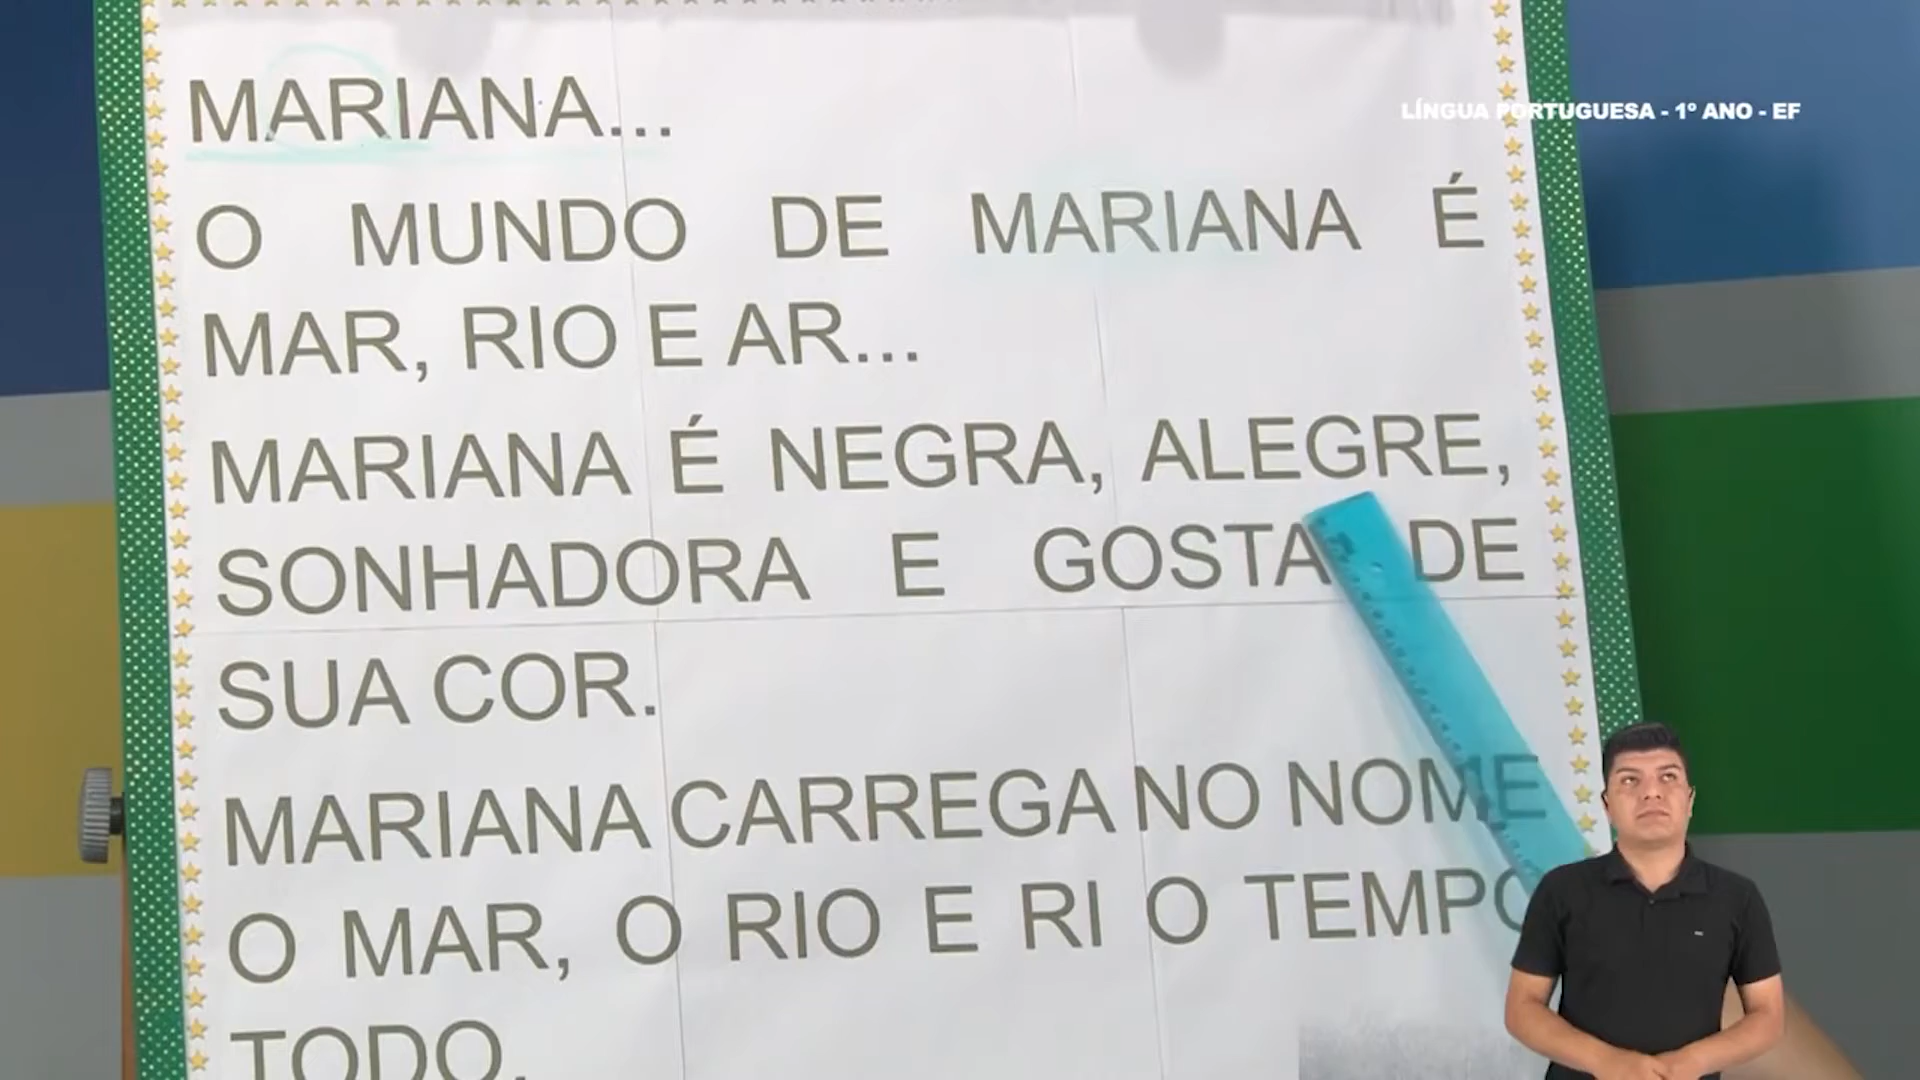 MARIANA...
LÍNGUA PORTUGUESA - 1º ANO - EF
O MUNDO DE MARIANA É
MAR, RIO E AR...
MARIANA É NEGRA, ALEGRE,
SONHADORA E GOSTA DE
SUA COR.
MARIANA CARREGA NO NOME
O MAR, O RIO E RI O TEMPO
TODO.